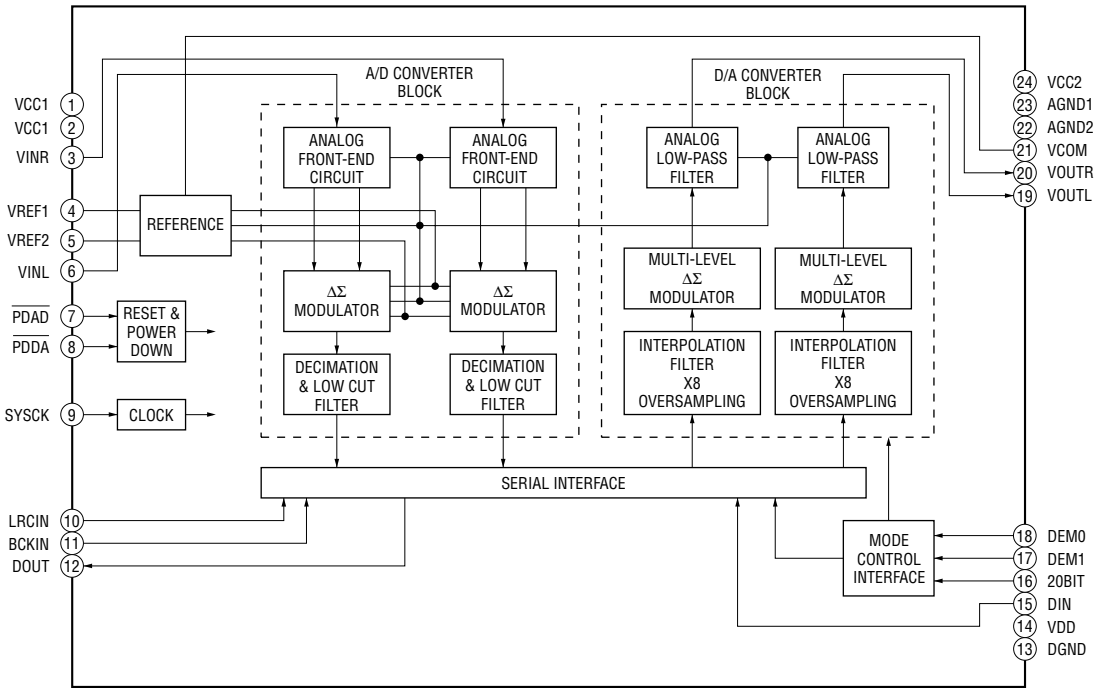 A/D CONVERTER
BLOCK
D/A CONVERTER
BLOCK
VCC1 1
VCC1 2
VINR 3
VREF1 4
VREF2 5
VINL 6
PDAD 7
PDDA 8
SYSCK 9
LRCIN 10
BCKIN 11
DOUT 12
24 VCC2
23 AGND1
22 AGND2
21 VCOM
20 VOUTR
19 VOUTL
18 DEM0
17 DEM1
16 20BIT
15 DIN
14 VDD
13 DGND
REFERENCE
RESET &
POWER
DOWN
CLOCK
ANALOG
FRONT-END
CIRCUIT
ANALOG
FRONT-END
CIRCUIT
ΔΣ
MODULATOR
ΔΣ
MODULATOR
DECIMATION
& LOW CUT
FILTER
DECIMATION
& LOW CUT
FILTER
ANALOG
LOW-PASS
FILTER
ANALOG
LOW-PASS
FILTER
MULTI-LEVEL
ΔΣ
MODULATOR
MULTI-LEVEL
ΔΣ
MODULATOR
INTERPOLATION
FILTER
X8
OVERSAMPLING
INTERPOLATION
FILTER
X8
OVERSAMPLING
SERIAL INTERFACE
MODE
CONTROL
INTERFACE